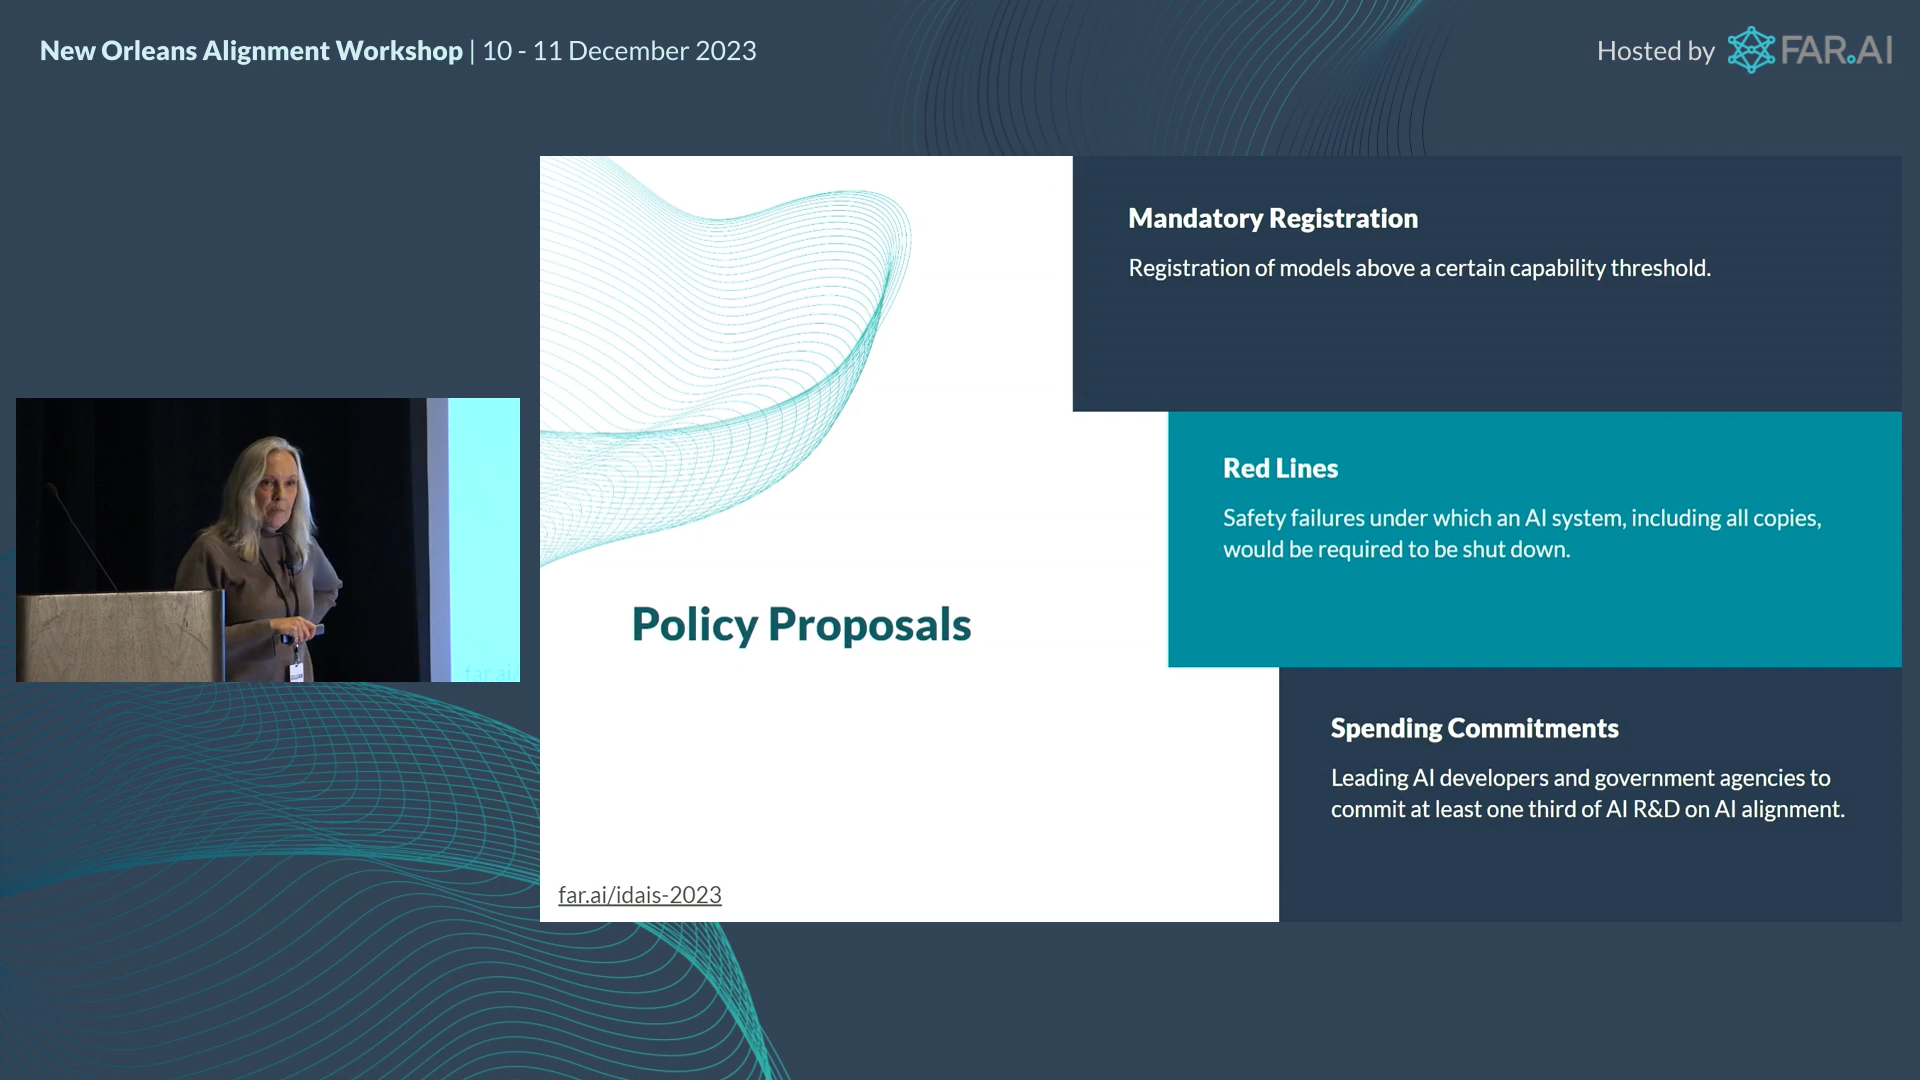 New Orleans Alignment Workshop | 10 - 11 December 2023
Hosted by FAR.AI
Mandatory Registration
Registration of models above a certain capability threshold.
Red Lines
Safety failures under which an AI system, including all copies,
would be required to be shut down.
Policy Proposals
Spending Commitments
Leading AI developers and government agencies to
commit at least one third of AI R&D on AI alignment.
far.ai/idais-2023
far.ai/